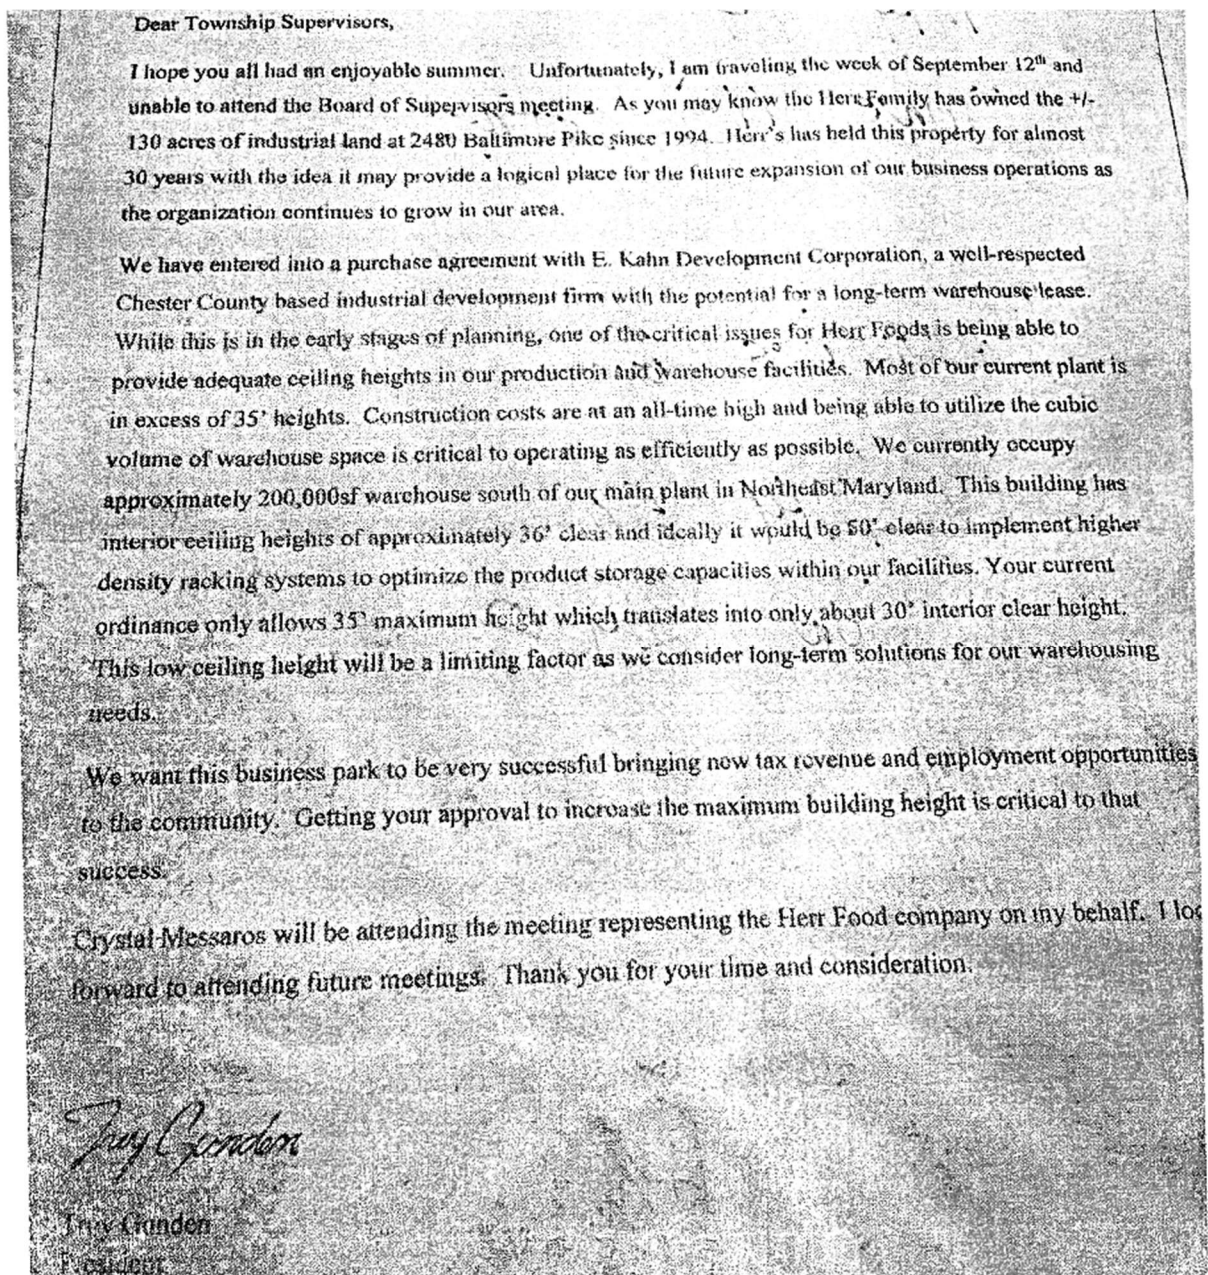 Dear Township Supervisors,
I hope you all had an enjoyable summer. Unfortunately, I am traveling the week of September 12th and
unable to attend the Board of Supervisors meeting. As you may know the Herr Family has owned the +/-
130 acres of industrial land at 2480 Baltimore Pike since 1994. Herr's has held this property for almost
30 years with the idea it may provide a logical place for the future expansion of our business operations as
the organization continues to grow in our area.
We have entered into a purchase agreement with E. Kahn Development Corporation, a well-respected
Chester County based industrial development firm with the potential for a long-term warehouse lease.
While this is in the early stages of planning, one of the critical issues for Herr Foods is being able to
provide adequate ceiling heights in our production and warehouse facilities. Most of our current plant is
in excess of 35' heights. Construction costs are at an all-time high and being able to utilize the cubic
volume of warehouse space is critical to operating as efficiently as possible. We currently occupy
approximately 200,000sf warehouse south of our main plant in Northeast Maryland. This building has
interior ceiling heights of approximately 36' clear and ideally it would be 50' clear to implement higher
density racking systems to optimize the product storage capacities within our facilities. Your current
ordinance only allows 35' maximum height which translates into only about 30' interior clear height.
This low ceiling height will be a limiting factor as we consider long-term solutions for our warehousing
needs.
We want this business park to be very successful bringing new tax revenue and employment opportunities
to the community. Getting your approval to increase the maximum building height is critical to that
success.
Crystal Messaros will be attending the meeting representing the Herr Food company on my behalf. I loo
forward to attending future meetings. Thank you for your time and consideration.
Troy Gunden
Troy Gunden
President